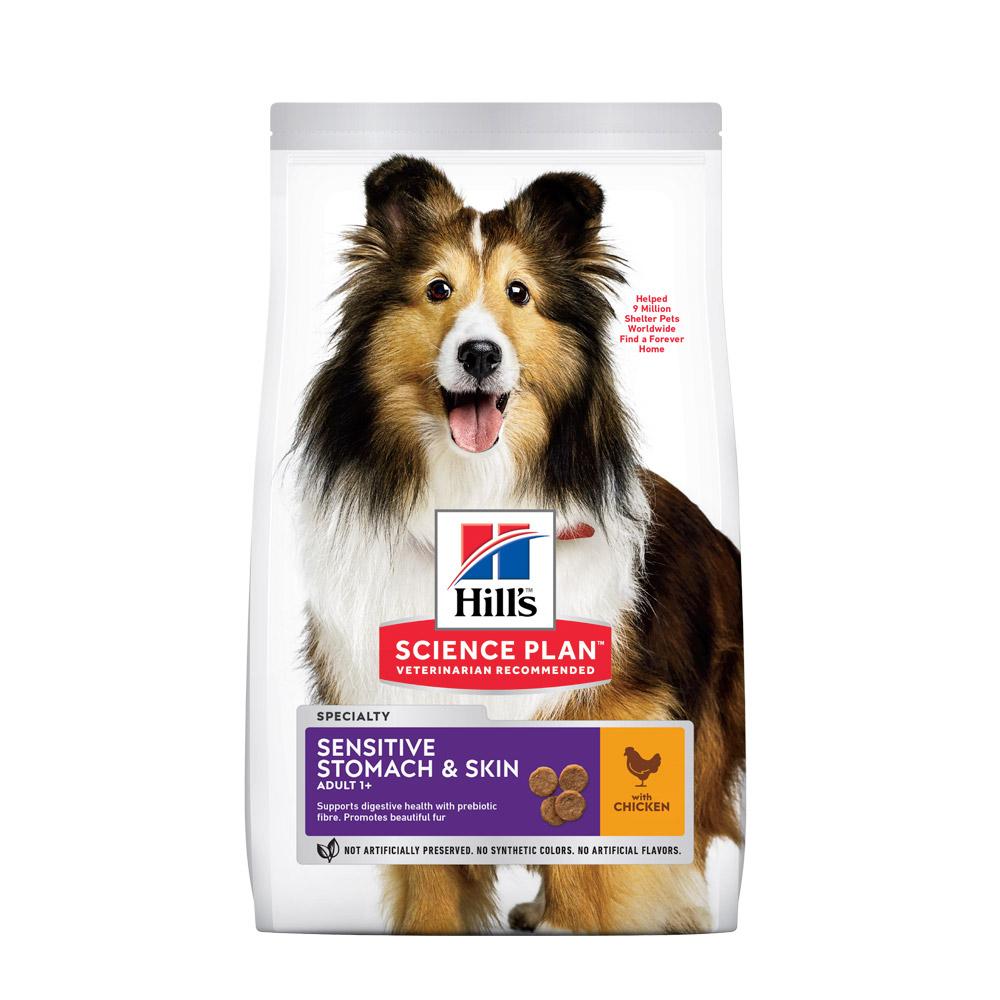 Helped
9 Million
Shelter Pets
Worldwide
Find a Forever
Home
Hill's™
SCIENCE PLAN™
VETERINARIAN RECOMMENDED
SPECIALTY
SENSITIVE
STOMACH & SKIN
ADULT 1+
Supports digestive health with prebiotic
fibre. Promotes beautiful fur
with
CHICKEN
NOT ARTIFICIALLY PRESERVED. NO SYNTHETIC COLORS. NO ARTIFICIAL FLAVORS.